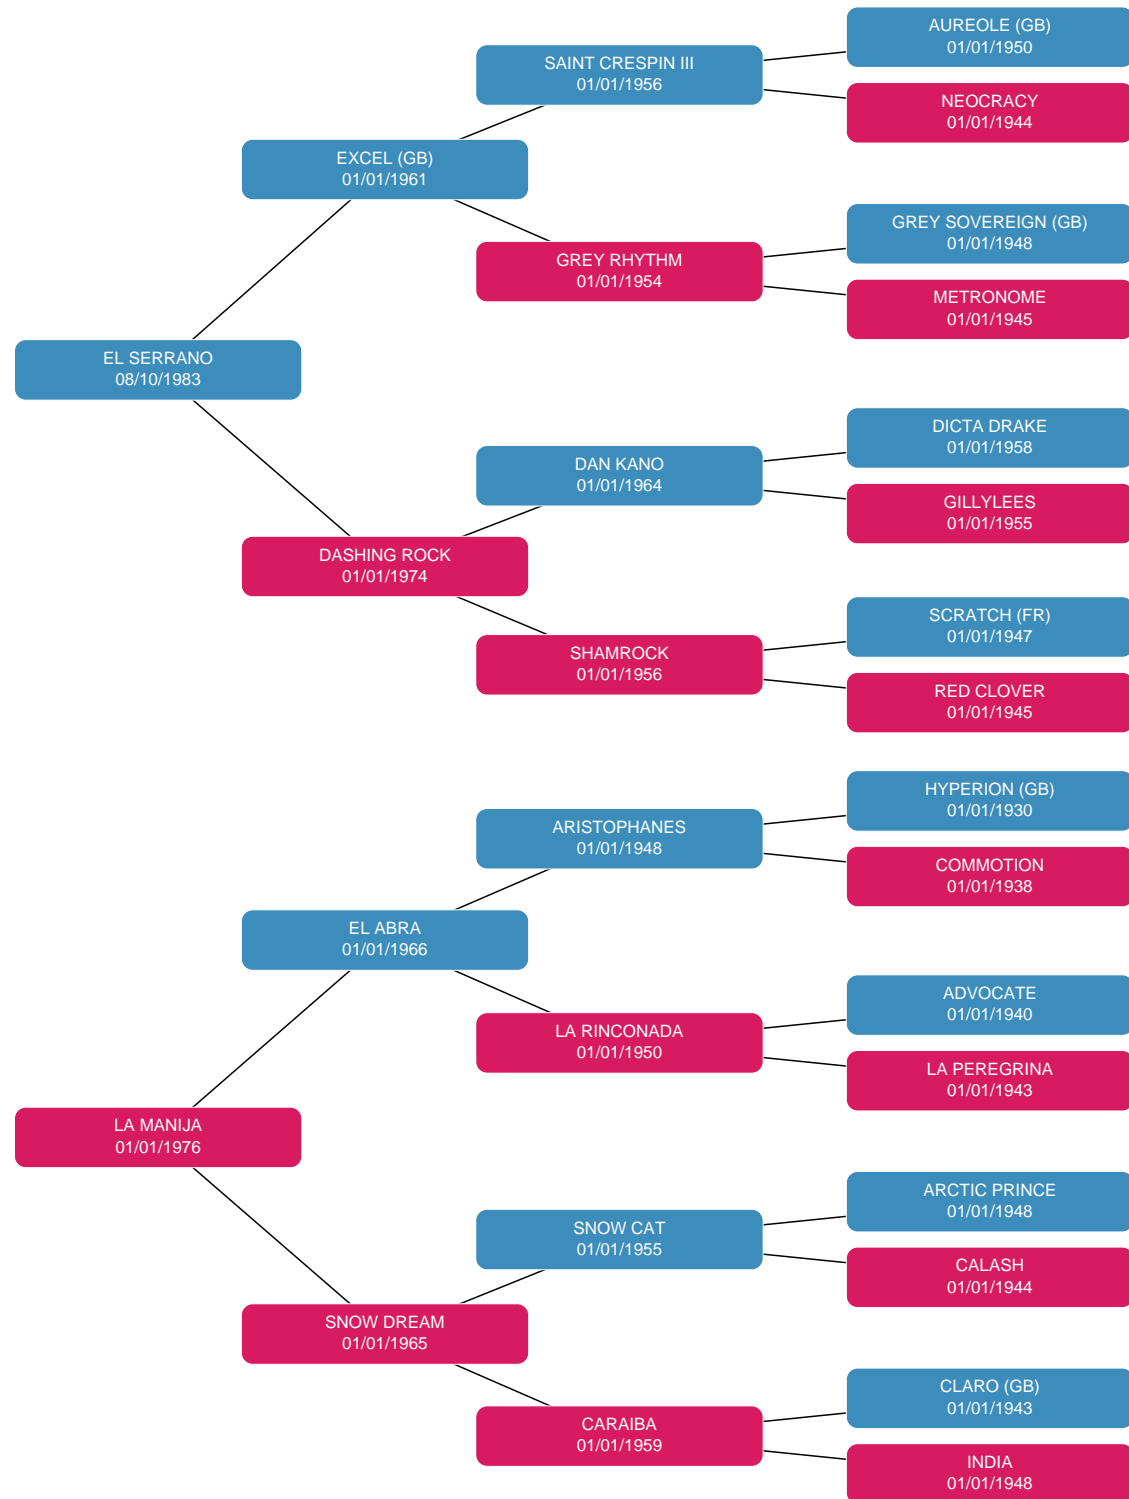 AUREOLE (GB)
01/01/1950
SAINT CRESPIN III
01/01/1956
NEOCRACY
01/01/1944
EXCEL (GB)
01/01/1961
GREY SOVEREIGN (GB)
01/01/1948
GREY RHYTHM
01/01/1954
METRONOME
01/01/1945
EL SERRANO
08/10/1983
DICTA DRAKE
01/01/1958
DAN KANO
01/01/1964
GILLYLEES
01/01/1955
DASHING ROCK
01/01/1974
SCRATCH (FR)
01/01/1947
SHAMROCK
01/01/1956
RED CLOVER
01/01/1945
HYPERION (GB)
01/01/1930
ARISTOPHANES
01/01/1948
COMMOTION
01/01/1938
EL ABRA
01/01/1966
ADVOCATE
01/01/1940
LA RINCONADA
01/01/1950
LA PEREGRINA
01/01/1943
LA MANIJA
01/01/1976
ARCTIC PRINCE
01/01/1948
SNOW CAT
01/01/1955
CALASH
01/01/1944
SNOW DREAM
01/01/1965
CLARO (GB)
01/01/1943
CARAIBA
01/01/1959
INDIA
01/01/1948